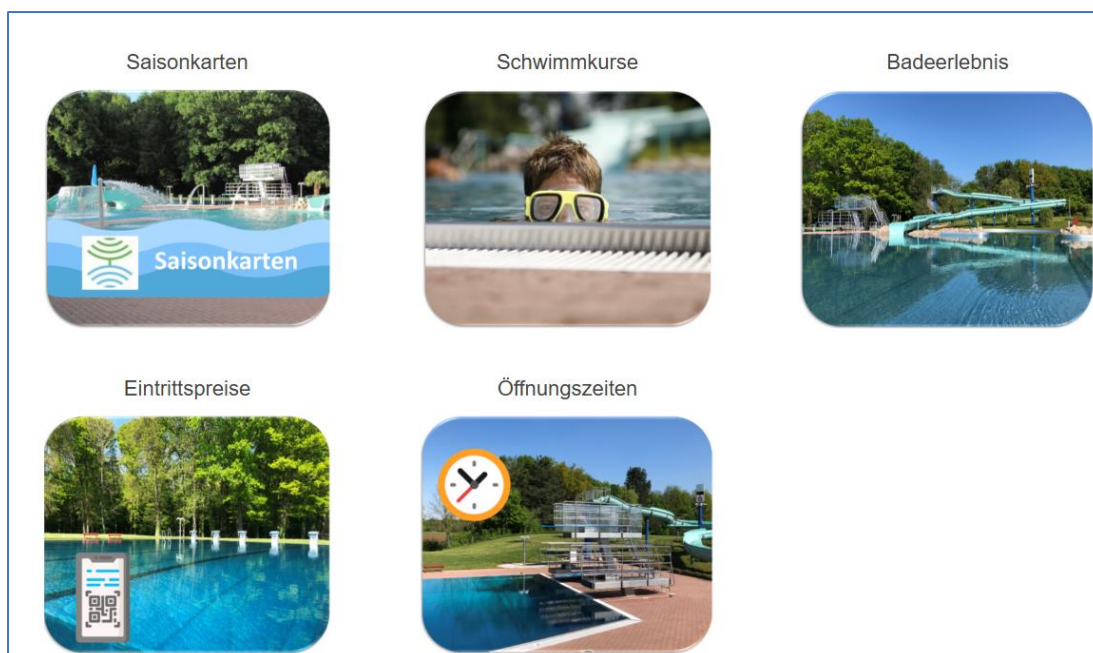 Saisonkarten
Schwimmkurse
Badeerlebnis
Saisonkarten
Eintrittspreise
Öffnungszeiten